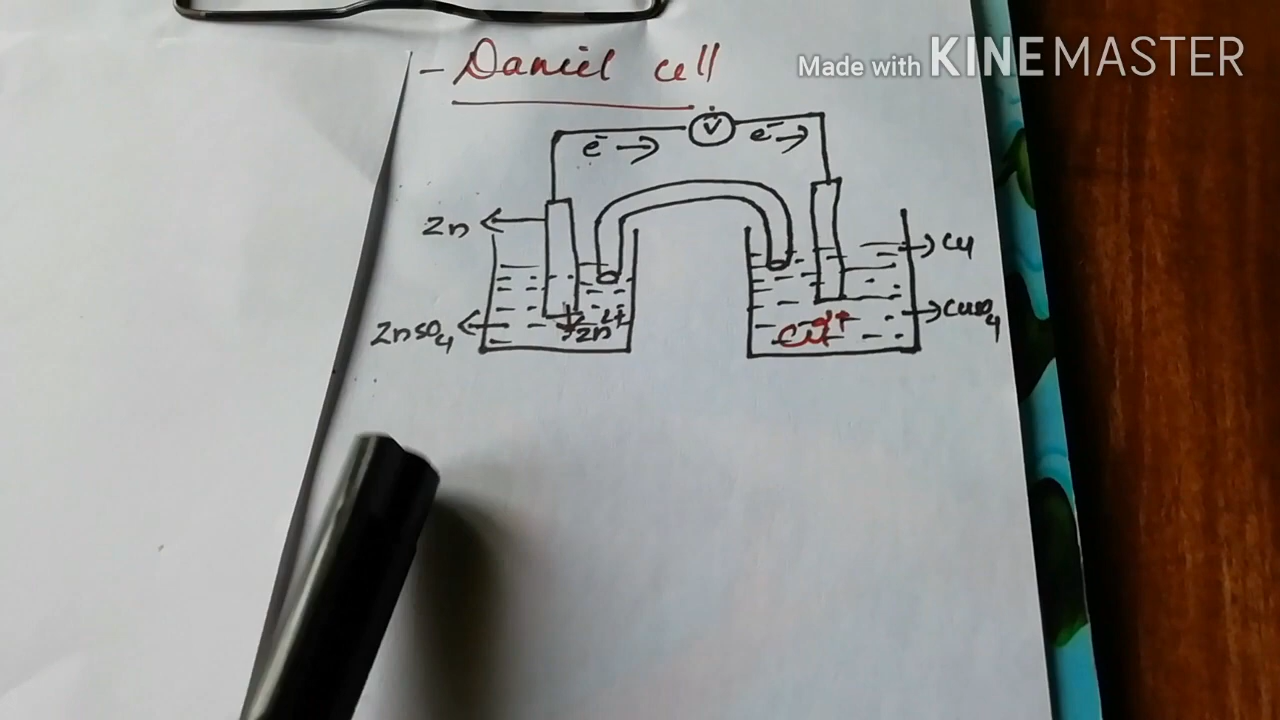 Made with KINEMASTER
- Daniel cell
V
e⁻ → e⁻ →
Zn
Cu
ZnSO₄
Zn²⁺
Cu²⁺
CuSO₄